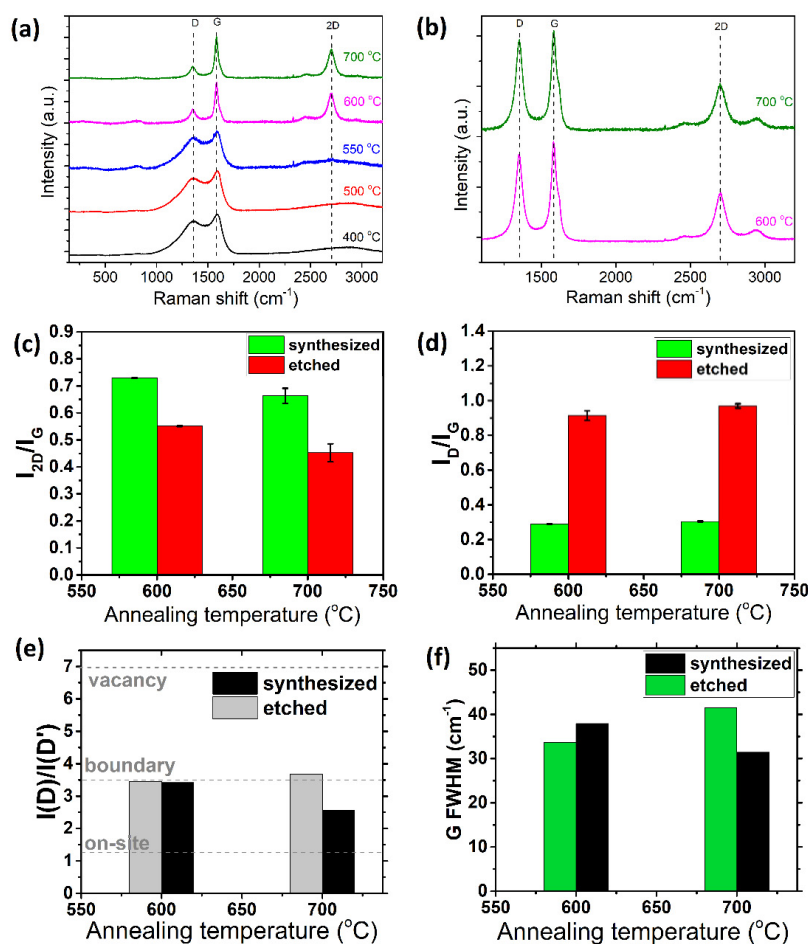 (a)
D
G
2D
700 °C
600 °C
550 °C
500 °C
400 °C
Intensity (a.u.)
500 1000 1500 2000 2500 3000
Raman shift (cm⁻¹)
(b)
D
G
2D
700 °C
600 °C
Intensity (a.u.)
1500 2000 2500 3000
Raman shift (cm⁻¹)
(c)
synthesized
etched
I2D/IG
0.9
0.8
0.7
0.6
0.5
0.4
0.3
0.2
0.1
0.0
550 600 650 700 750
Annealing temperature (°C)
(d)
synthesized
etched
ID/IG
1.4
1.2
1.0
0.8
0.6
0.4
0.2
0.0
550 600 650 700 750
Annealing temperature (°C)
(e)
synthesized
etched
vacancy
boundary
on-site
I(D)/I(D')
7
6
5
4
3
2
1
0
550 600 650 700
Annealing temperature (°C)
(f)
synthesized
etched
G FWHM (cm⁻¹)
50
40
30
20
10
0
550 600 650 700
Annealing temperature (°C)